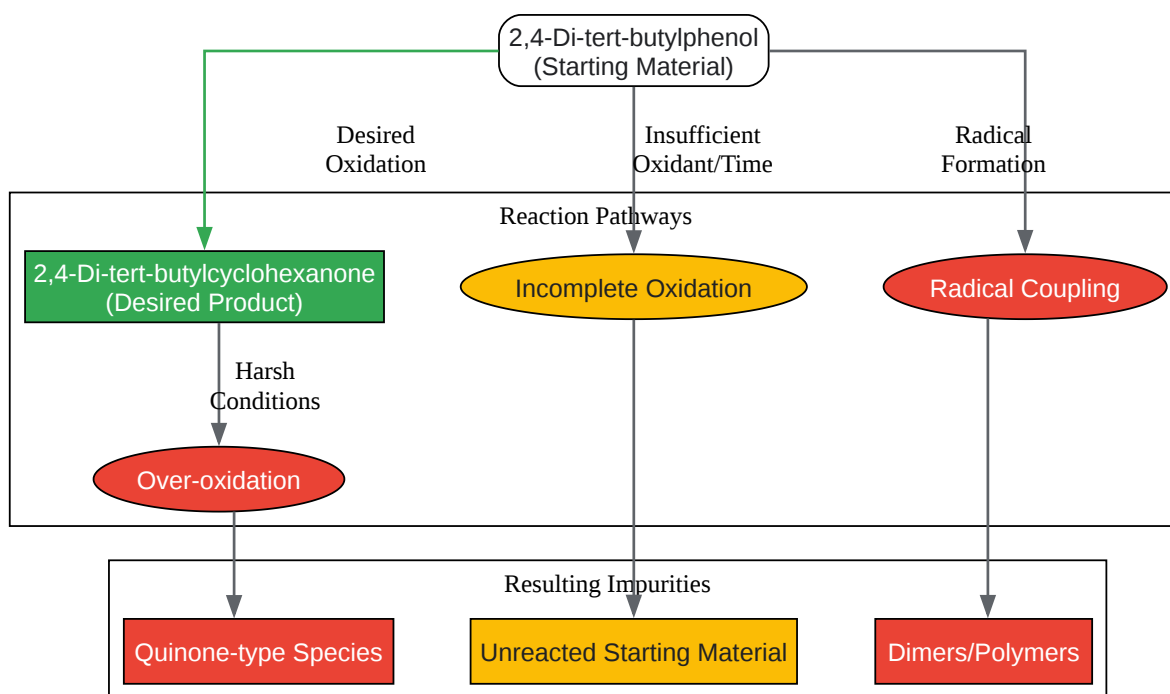 2,4-Di-tert-butylphenol
(Starting Material)
Desired
Oxidation
Insufficient
Oxidant/Time
Radical
Formation
Reaction Pathways
2,4-Di-tert-butylcyclohexanone
(Desired Product)
Incomplete Oxidation
Radical Coupling
Harsh
Conditions
Over-oxidation
Resulting Impurities
Quinone-type Species
Unreacted Starting Material
Dimers/Polymers